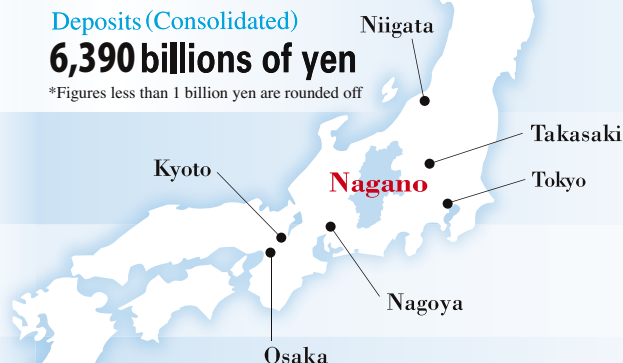 Deposits (Consolidated)
6,390 billions of yen
*Figures less than 1 billion yen are rounded off
Niigata
Takasaki
Kyoto
Nagano
Tokyo
Nagoya
Osaka